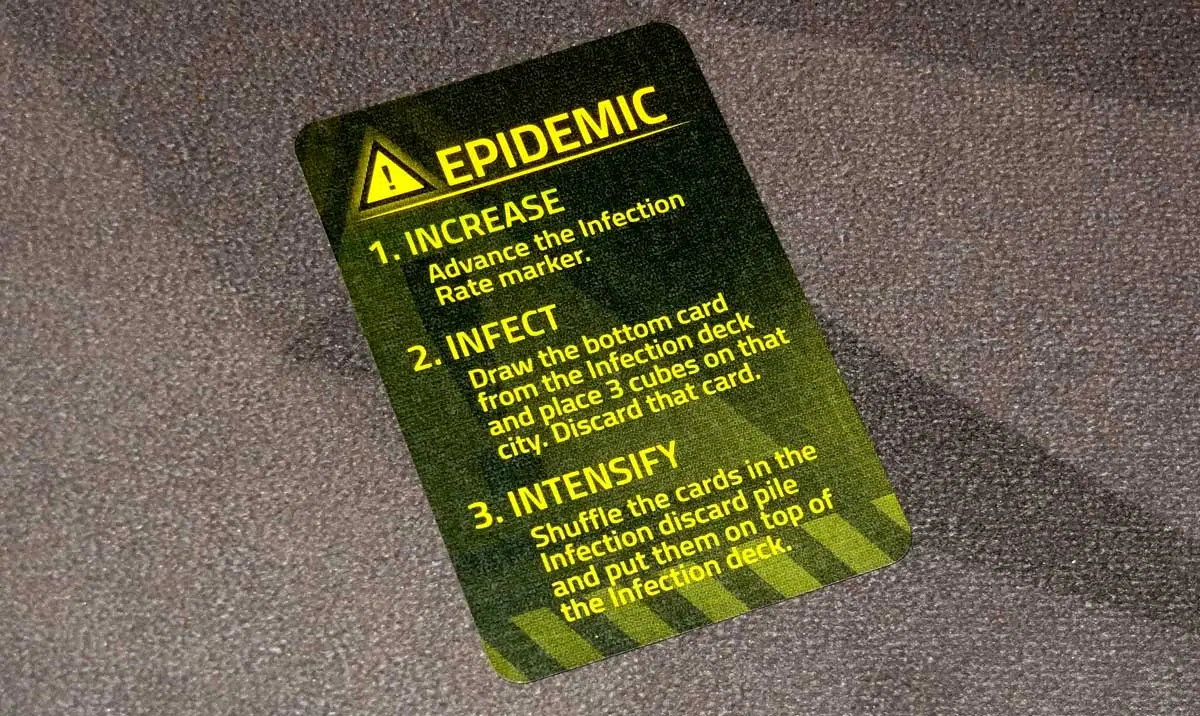 EPIDEMIC
1. INCREASE
Advance the Infection
Rate marker.
2. INFECT
Draw the bottom card
from the Infection deck
and place 3 cubes on that
city. Discard that card.
3. INTENSIFY
Shuffle the cards in the
Infection discard pile
and put them on top of
the Infection deck.